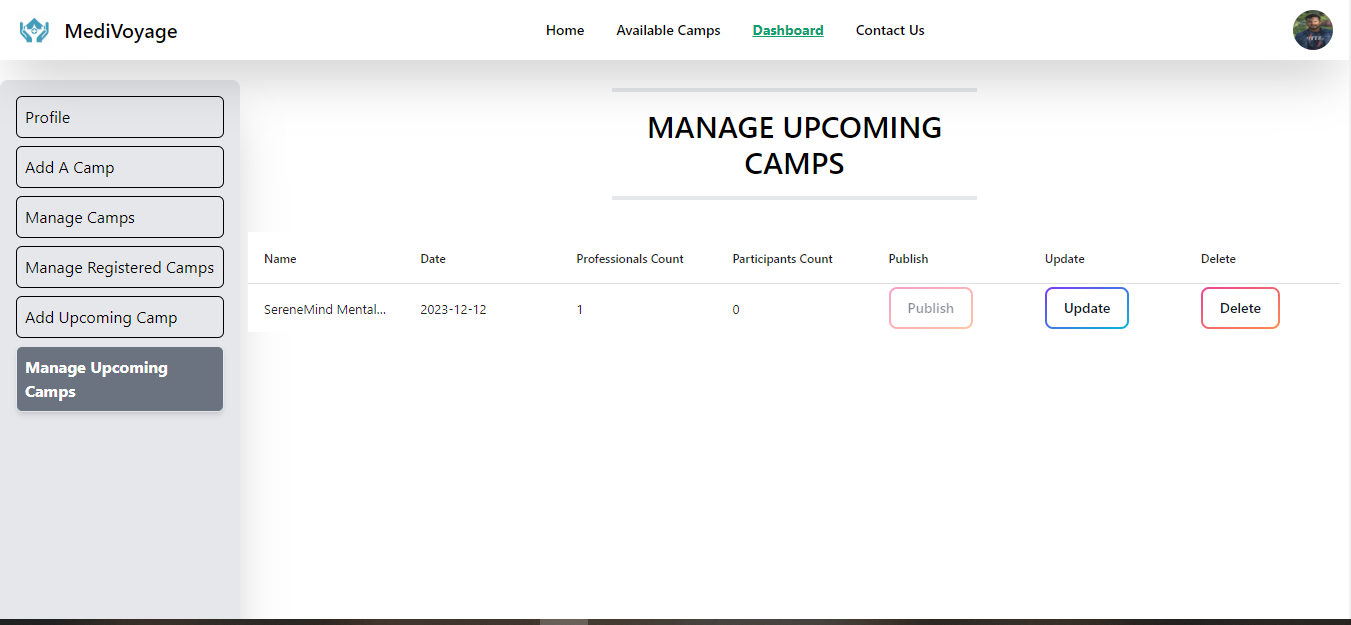 MediVoyage
Home Available Camps Dashboard Contact Us
Profile
Add A Camp
Manage Camps
Manage Registered Camps
Add Upcoming Camp
Manage Upcoming
Camps
MANAGE UPCOMING
CAMPS
Name Date Professionals Count Participants Count Publish Update Delete
SereneMind Mental... 2023-12-12 1 0 Publish Update Delete